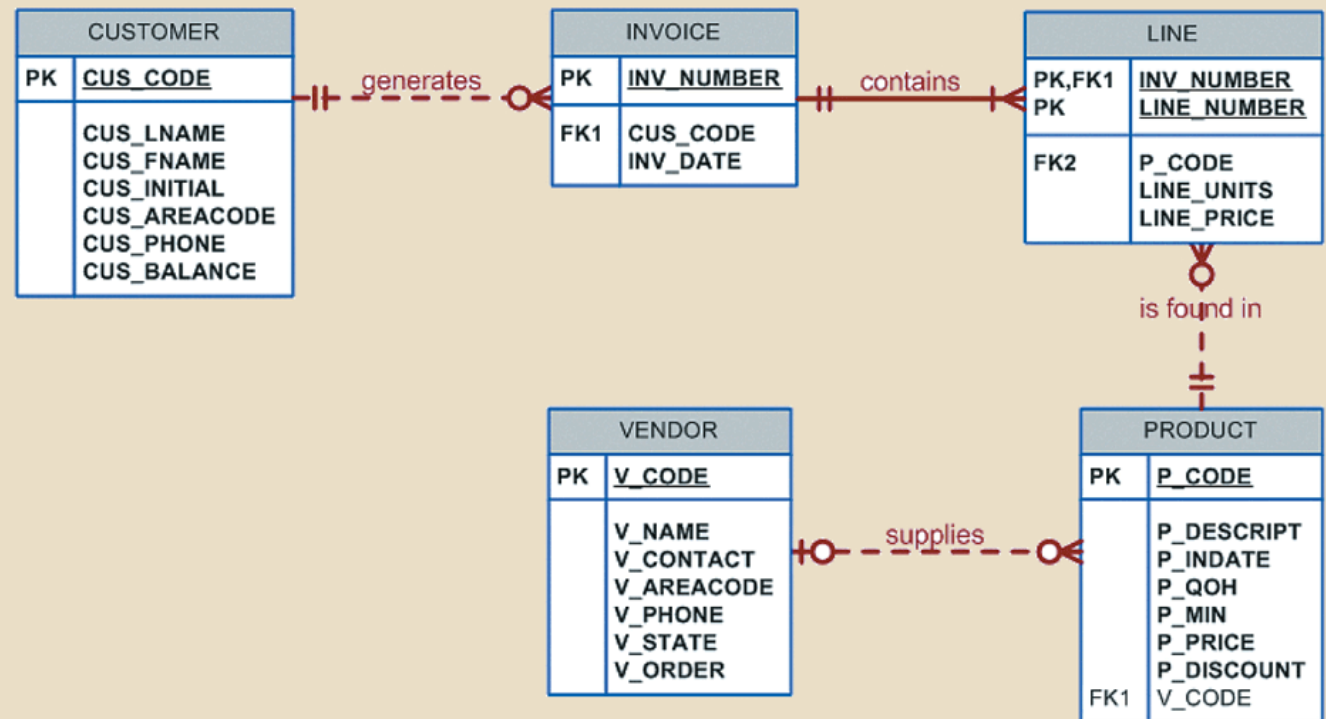 CUSTOMER
PK CUS_CODE
CUS_LNAME
CUS_FNAME
CUS_INITIAL
CUS_AREACODE
CUS_PHONE
CUS_BALANCE
generates
INVOICE
PK INV_NUMBER
FK1 CUS_CODE
INV_DATE
contains
LINE
PK,FK1 INV_NUMBER
PK LINE_NUMBER
FK2 P_CODE
LINE_UNITS
LINE_PRICE
is found in
VENDOR
PK V_CODE
V_NAME
V_CONTACT
V_AREACODE
V_PHONE
V_STATE
V_ORDER
supplies
PRODUCT
PK P_CODE
P_DESCRIPT
P_INDATE
P_QOH
P_MIN
P_PRICE
P_DISCOUNT
FK1 V_CODE